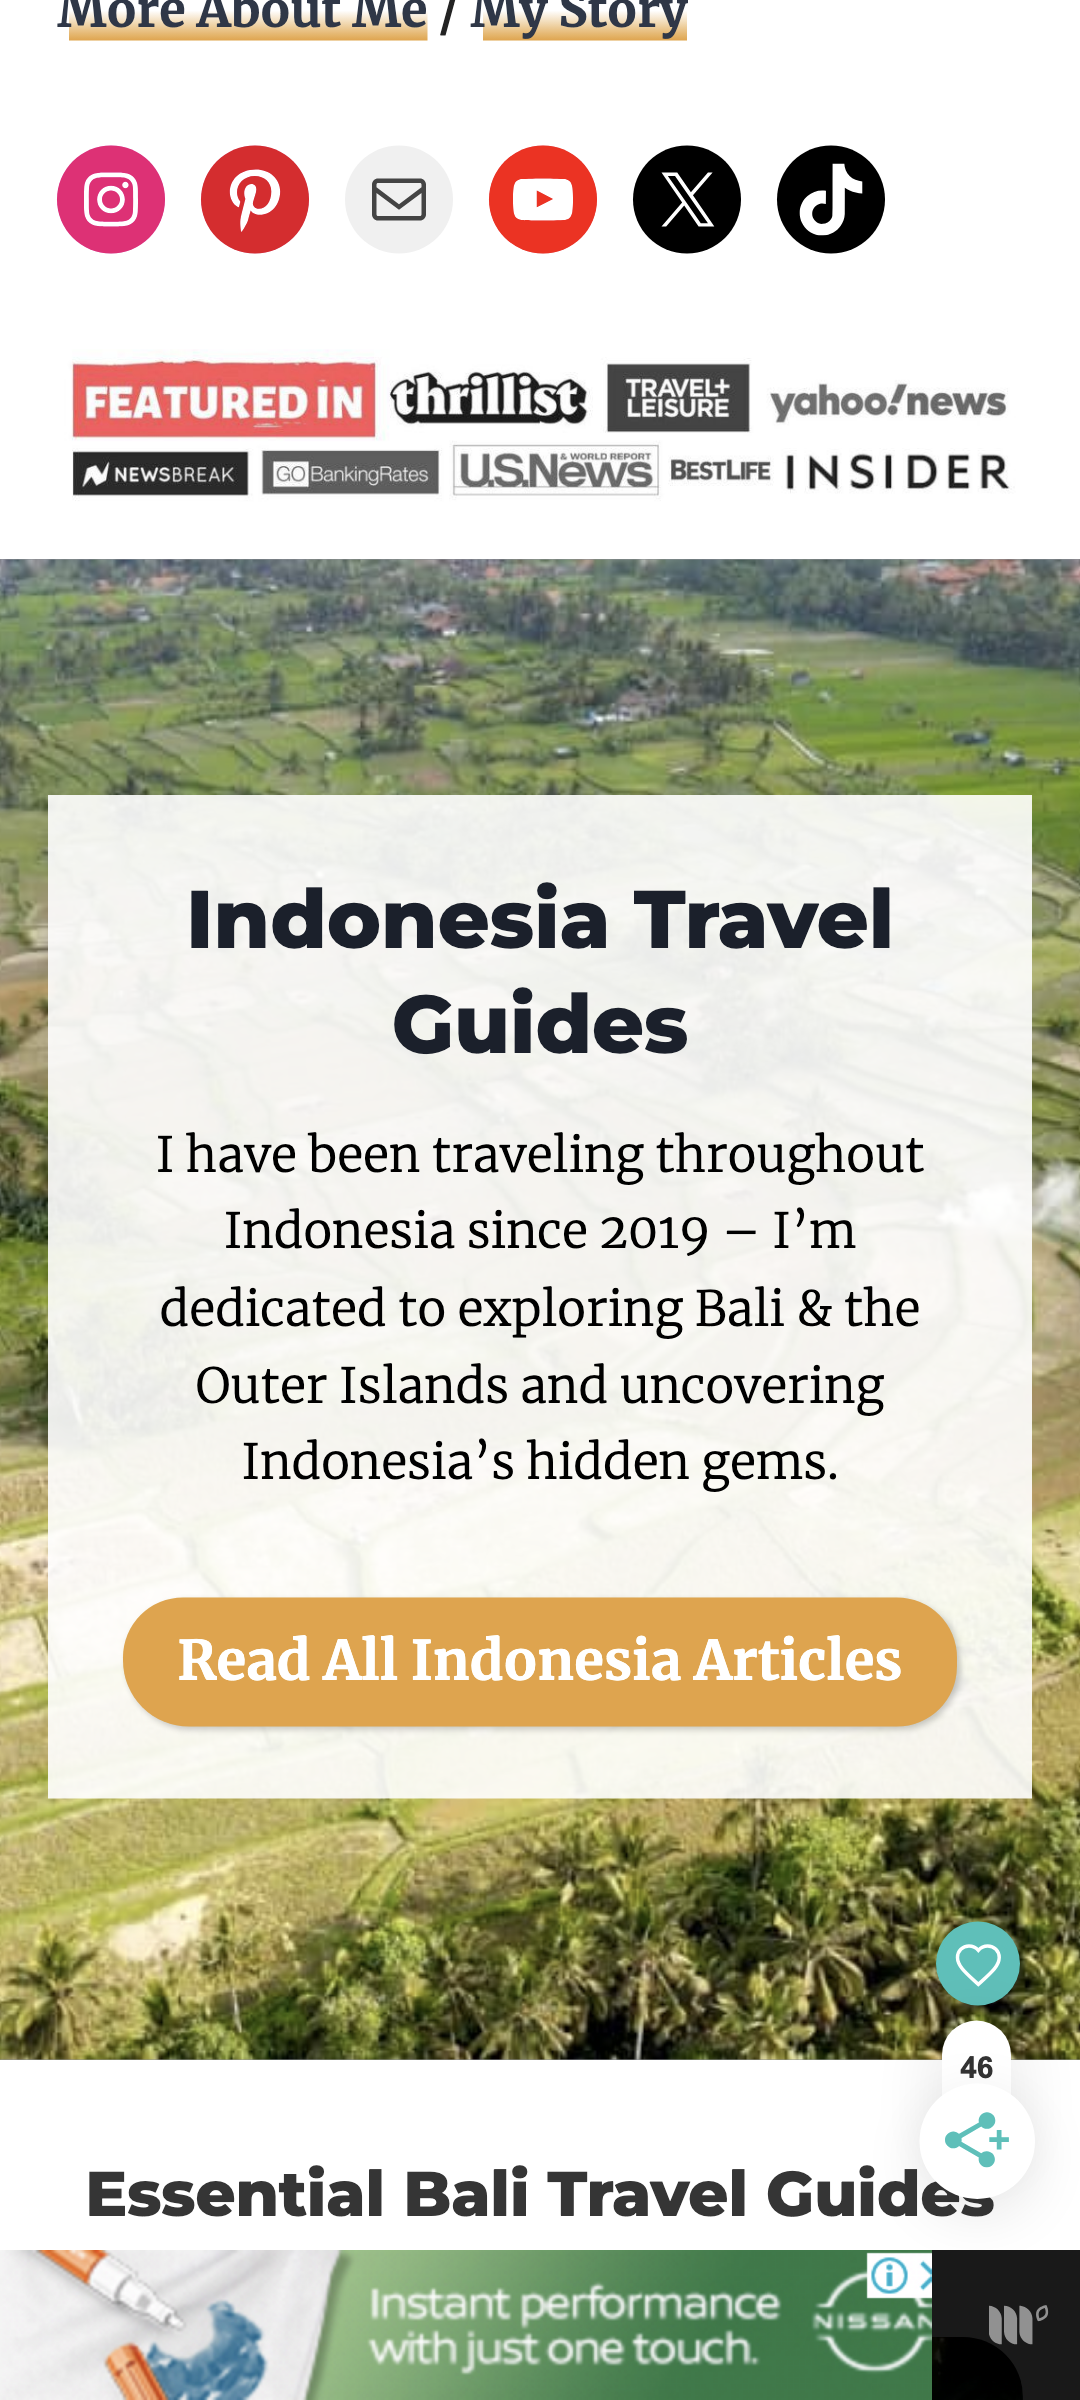 More About Me / My Story
FEATURED IN thrillist TRAVEL+ LEISURE yahoo!news
NEWSBREAK GOBankingRates U.S.News & WORLD REPORT BESTLIFE INSIDER
Indonesia Travel
Guides
I have been traveling throughout
Indonesia since 2019 – I’m
dedicated to exploring Bali & the
Outer Islands and uncovering
Indonesia’s hidden gems.
Read All Indonesia Articles
46
Essential Bali Travel Guides
Instant performance
with just one touch.
NISSAN